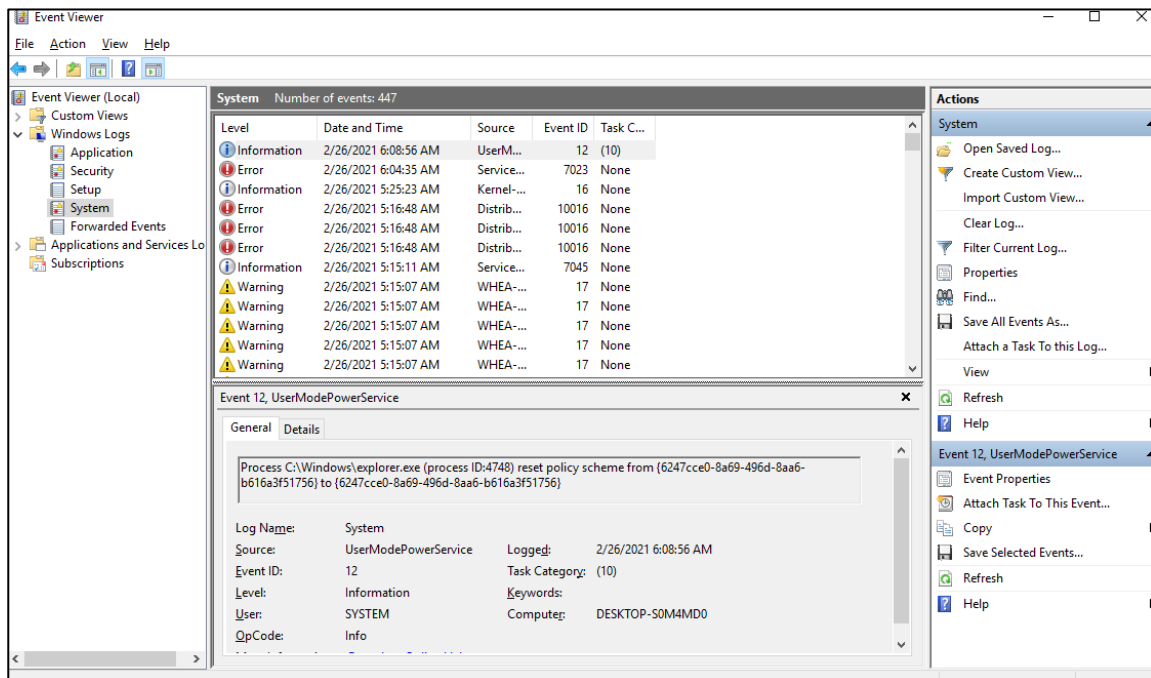 Event Viewer
File Action View Help
Event Viewer (Local)
Custom Views
Windows Logs
Application
Security
Setup
System
Forwarded Events
Applications and Services Lo
Subscriptions
System Number of events: 447
Level Date and Time Source Event ID Task C...
Information 2/26/2021 6:08:56 AM UserM... 12 (10)
Error 2/26/2021 6:04:35 AM Service... 7023 None
Information 2/26/2021 5:25:23 AM Kernel-... 16 None
Error 2/26/2021 5:16:48 AM Distrib... 10016 None
Error 2/26/2021 5:16:48 AM Distrib... 10016 None
Error 2/26/2021 5:16:48 AM Distrib... 10016 None
Information 2/26/2021 5:15:11 AM Service... 7045 None
Warning 2/26/2021 5:15:07 AM WHEA-... 17 None
Warning 2/26/2021 5:15:07 AM WHEA-... 17 None
Warning 2/26/2021 5:15:07 AM WHEA-... 17 None
Warning 2/26/2021 5:15:07 AM WHEA-... 17 None
Warning 2/26/2021 5:15:07 AM WHEA-... 17 None
Event 12, UserModePowerService
General Details
Process C:\Windows\explorer.exe (process ID:4748) reset policy scheme from {6247cce0-8a69-496d-8aa6-
b616a3f51756} to {6247cce0-8a69-496d-8aa6-b616a3f51756}
Log Name: System
Source: UserModePowerService Logged: 2/26/2021 6:08:56 AM
Event ID: 12 Task Category: (10)
Level: Information Keywords:
User: SYSTEM Computer: DESKTOP-S0M4MD0
OpCode: Info
Actions
System
Open Saved Log...
Create Custom View...
Import Custom View...
Clear Log...
Filter Current Log...
Properties
Find...
Save All Events As...
Attach a Task To this Log...
View
Refresh
Help
Event 12, UserModePowerService
Event Properties
Attach Task To This Event...
Copy
Save Selected Events...
Refresh
Help